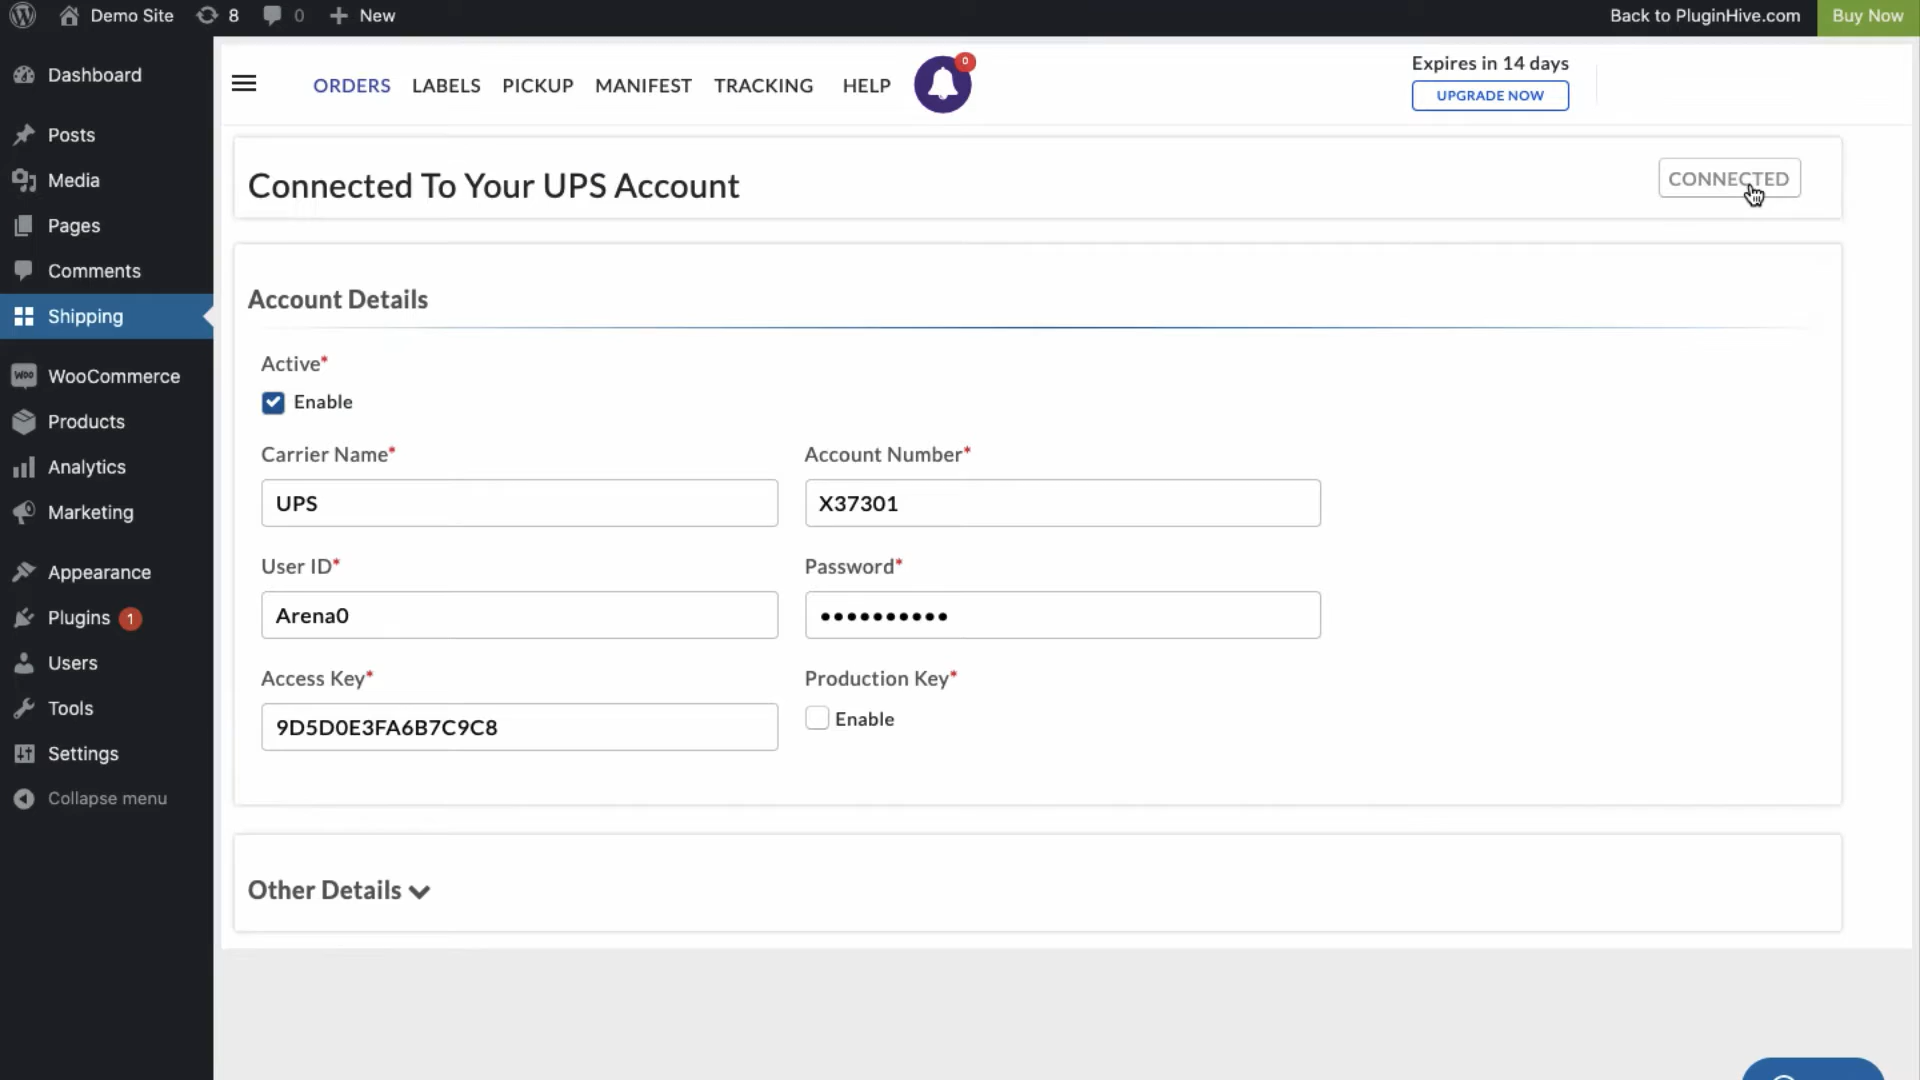 Demo Site 8 0 New Back to PluginHive.com Buy Now
Dashboard
Posts
Media
Pages
Comments
Shipping
WOO WooCommerce
Products
Analytics
Marketing
Appearance
Plugins 1
Users
Tools
Settings
Collapse menu
ORDERS LABELS PICKUP MANIFEST TRACKING HELP 0
Expires in 14 days
UPGRADE NOW
Connected To Your UPS Account CONNECTED
Account Details
Active*
Enable
Carrier Name* Account Number*
UPS X37301
User ID* Password*
Arena0 ••••••••••
Access Key* Production Key*
9D5D0E3FA6B7C9C8 Enable
Other Details